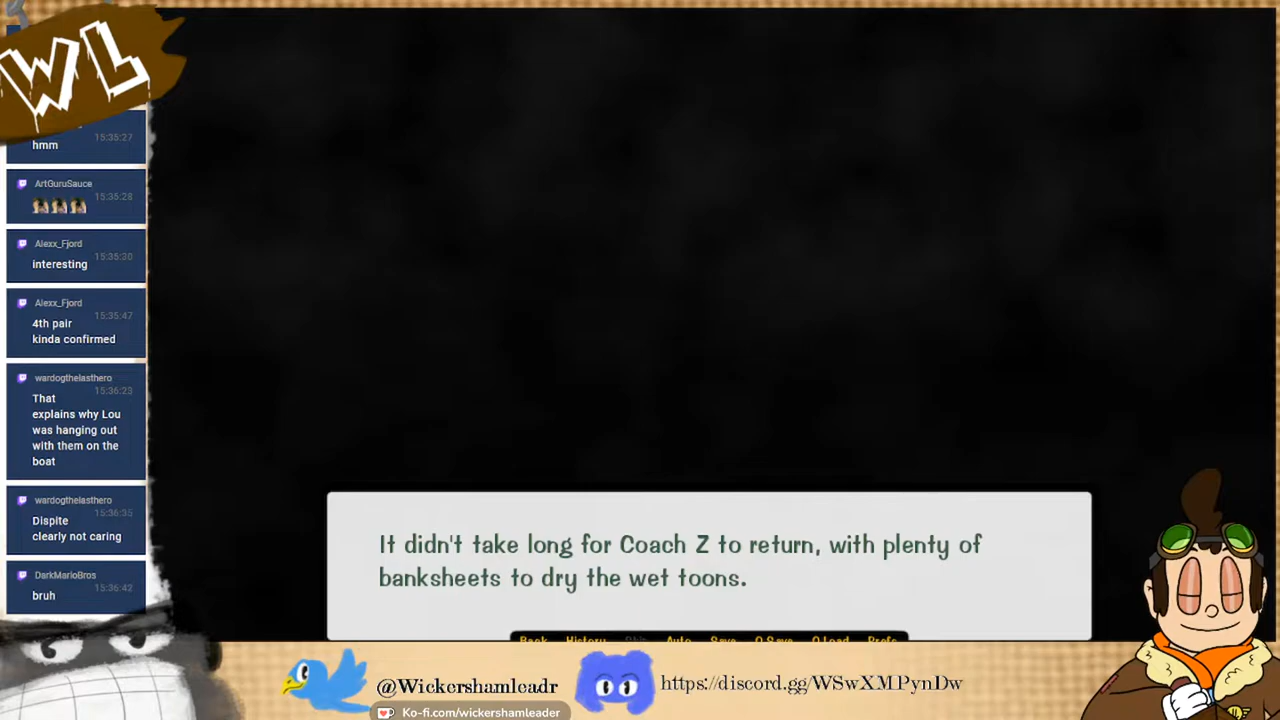 WL
15:35:27
hmm
ArtGuruSauce
15:35:28
Alexx_Fjord
15:35:30
interesting
Alexx_Fjord
15:35:47
4th pair
kinda confirmed
wardogthelasthero
15:36:23
That
explains why Lou
was hanging out
with them on the
boat
wardogthelasthero
15:36:35
Dispite
clearly not caring
DarkMarioBros
15:36:42
bruh
It didn't take long for Coach Z to return, with plenty of
banksheets to dry the wet toons.
Back History Skip Auto Save Q.Save Q.Load Prefs
@Wickershamleadr
https://discord.gg/WSwXMPynDw
Ko-fi.com/wickershamleader